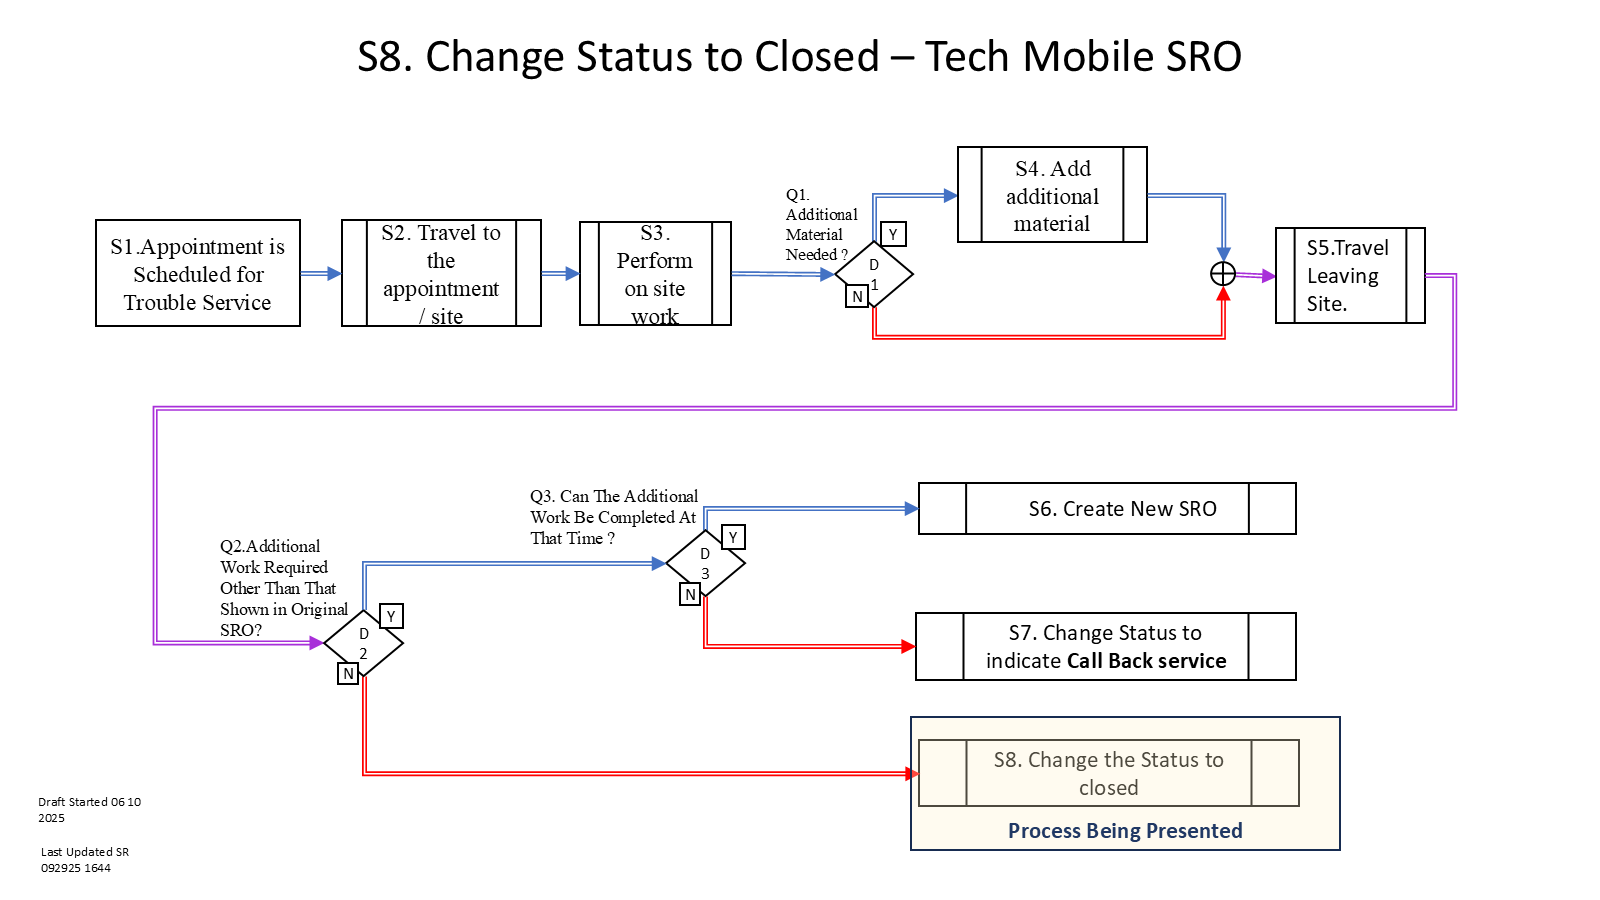 S8. Change Status to Closed – Tech Mobile SRO
S1.Appointment is
Scheduled for
Trouble Service
S2. Travel to
the
appointment
/ site
S3.
Perform
on site
work
Q1.
Additional
Material
Needed ?
Y
D
1
N
S4. Add
additional
material
S5.Travel
Leaving
Site.
Q2.Additional
Work Required
Other Than That
Shown in Original
SRO?
Y
D
2
N
Q3. Can The Additional
Work Be Completed At
That Time ?
Y
D
3
N
S6. Create New SRO
S7. Change Status to
indicate Call Back service
S8. Change the Status to
closed
Process Being Presented
Draft Started 06 10
2025
Last Updated SR
092925 1644